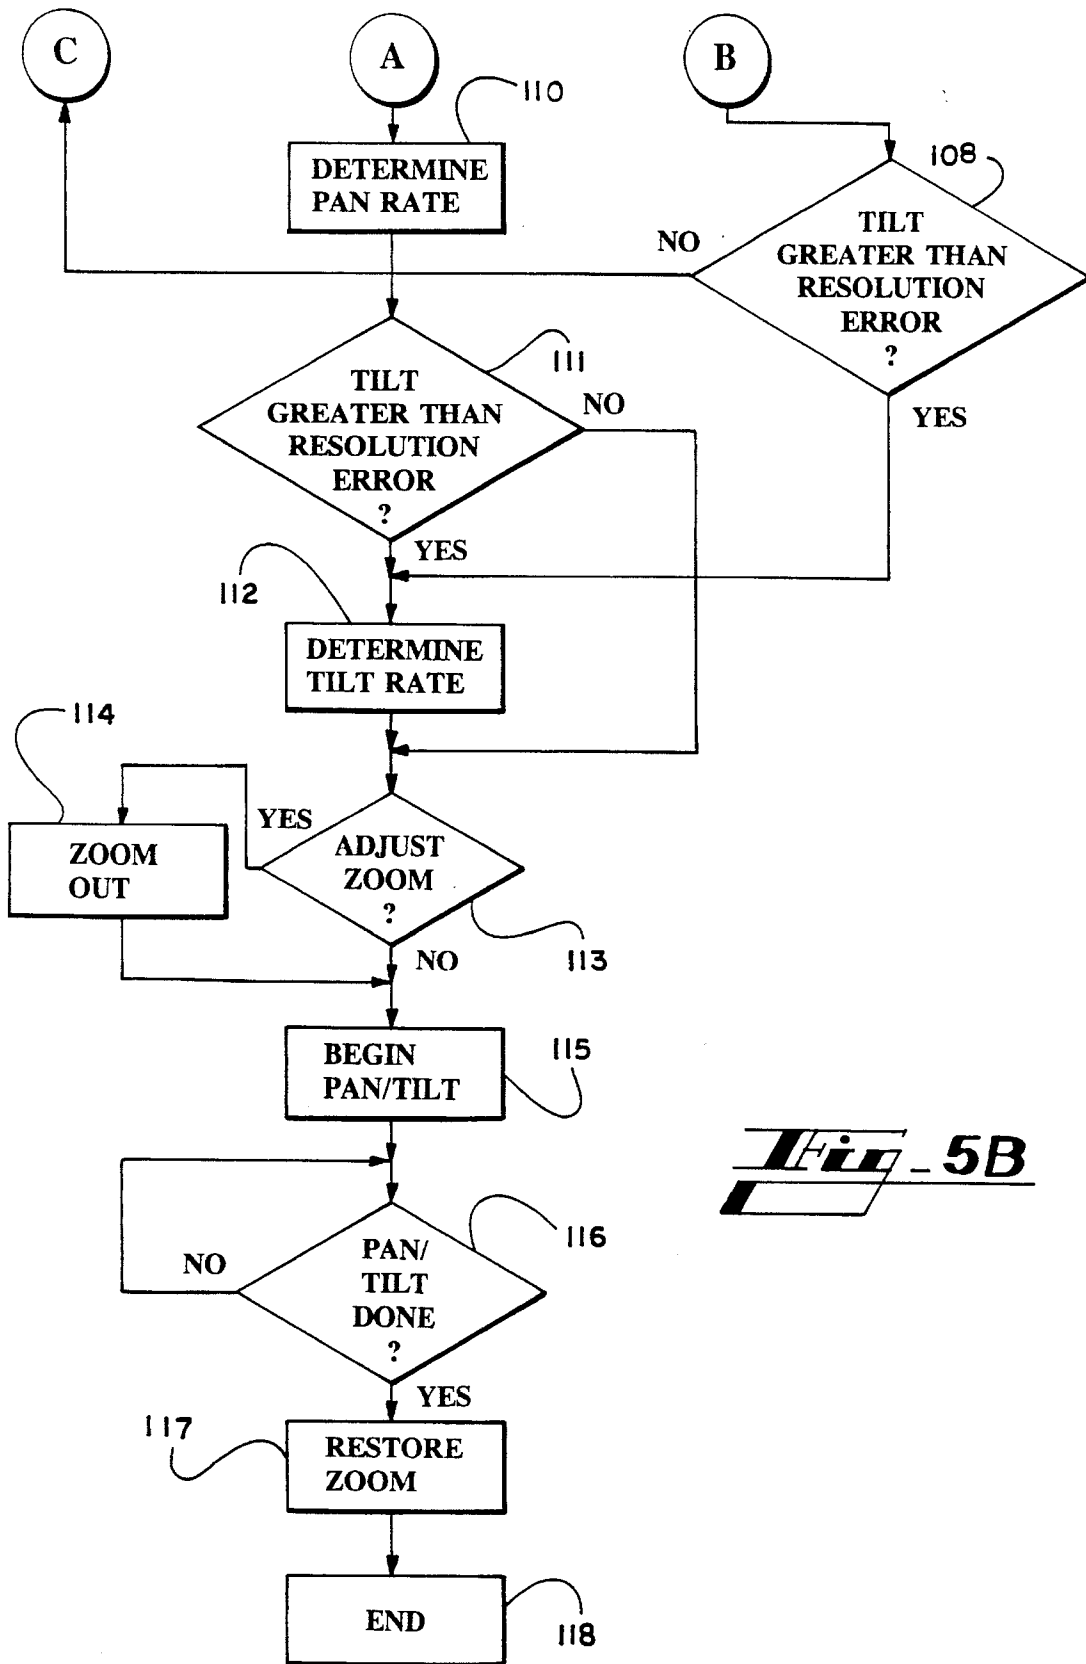 C
A
B
110
DETERMINE
PAN RATE
108
TILT
GREATER THAN
RESOLUTION
ERROR
?
NO
YES
111
TILT
GREATER THAN
RESOLUTION
ERROR
?
NO
YES
112
DETERMINE
TILT RATE
114
ZOOM
OUT
YES
ADJUST
ZOOM
?
113
NO
BEGIN
PAN/TILT
115
Fig_5B
PAN/
TILT
DONE
?
116
NO
YES
117
RESTORE
ZOOM
END
118